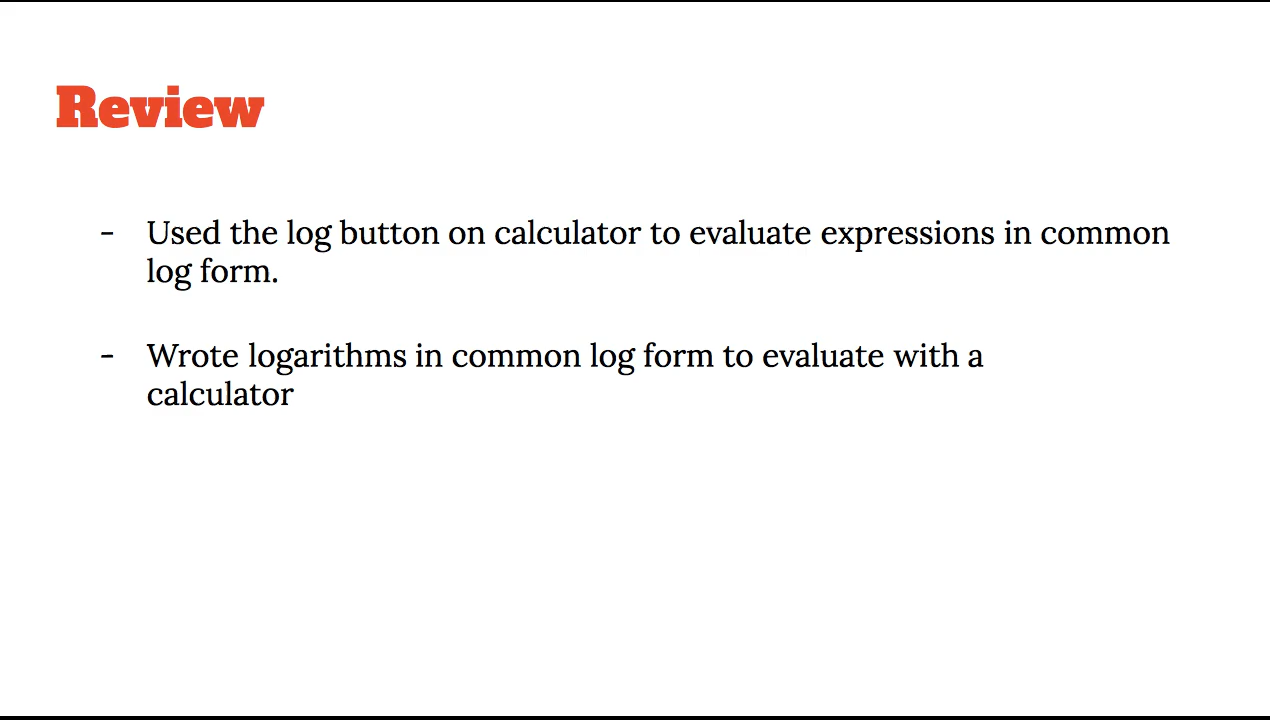 Review
- Used the log button on calculator to evaluate expressions in common
log form.
- Wrote logarithms in common log form to evaluate with a
calculator